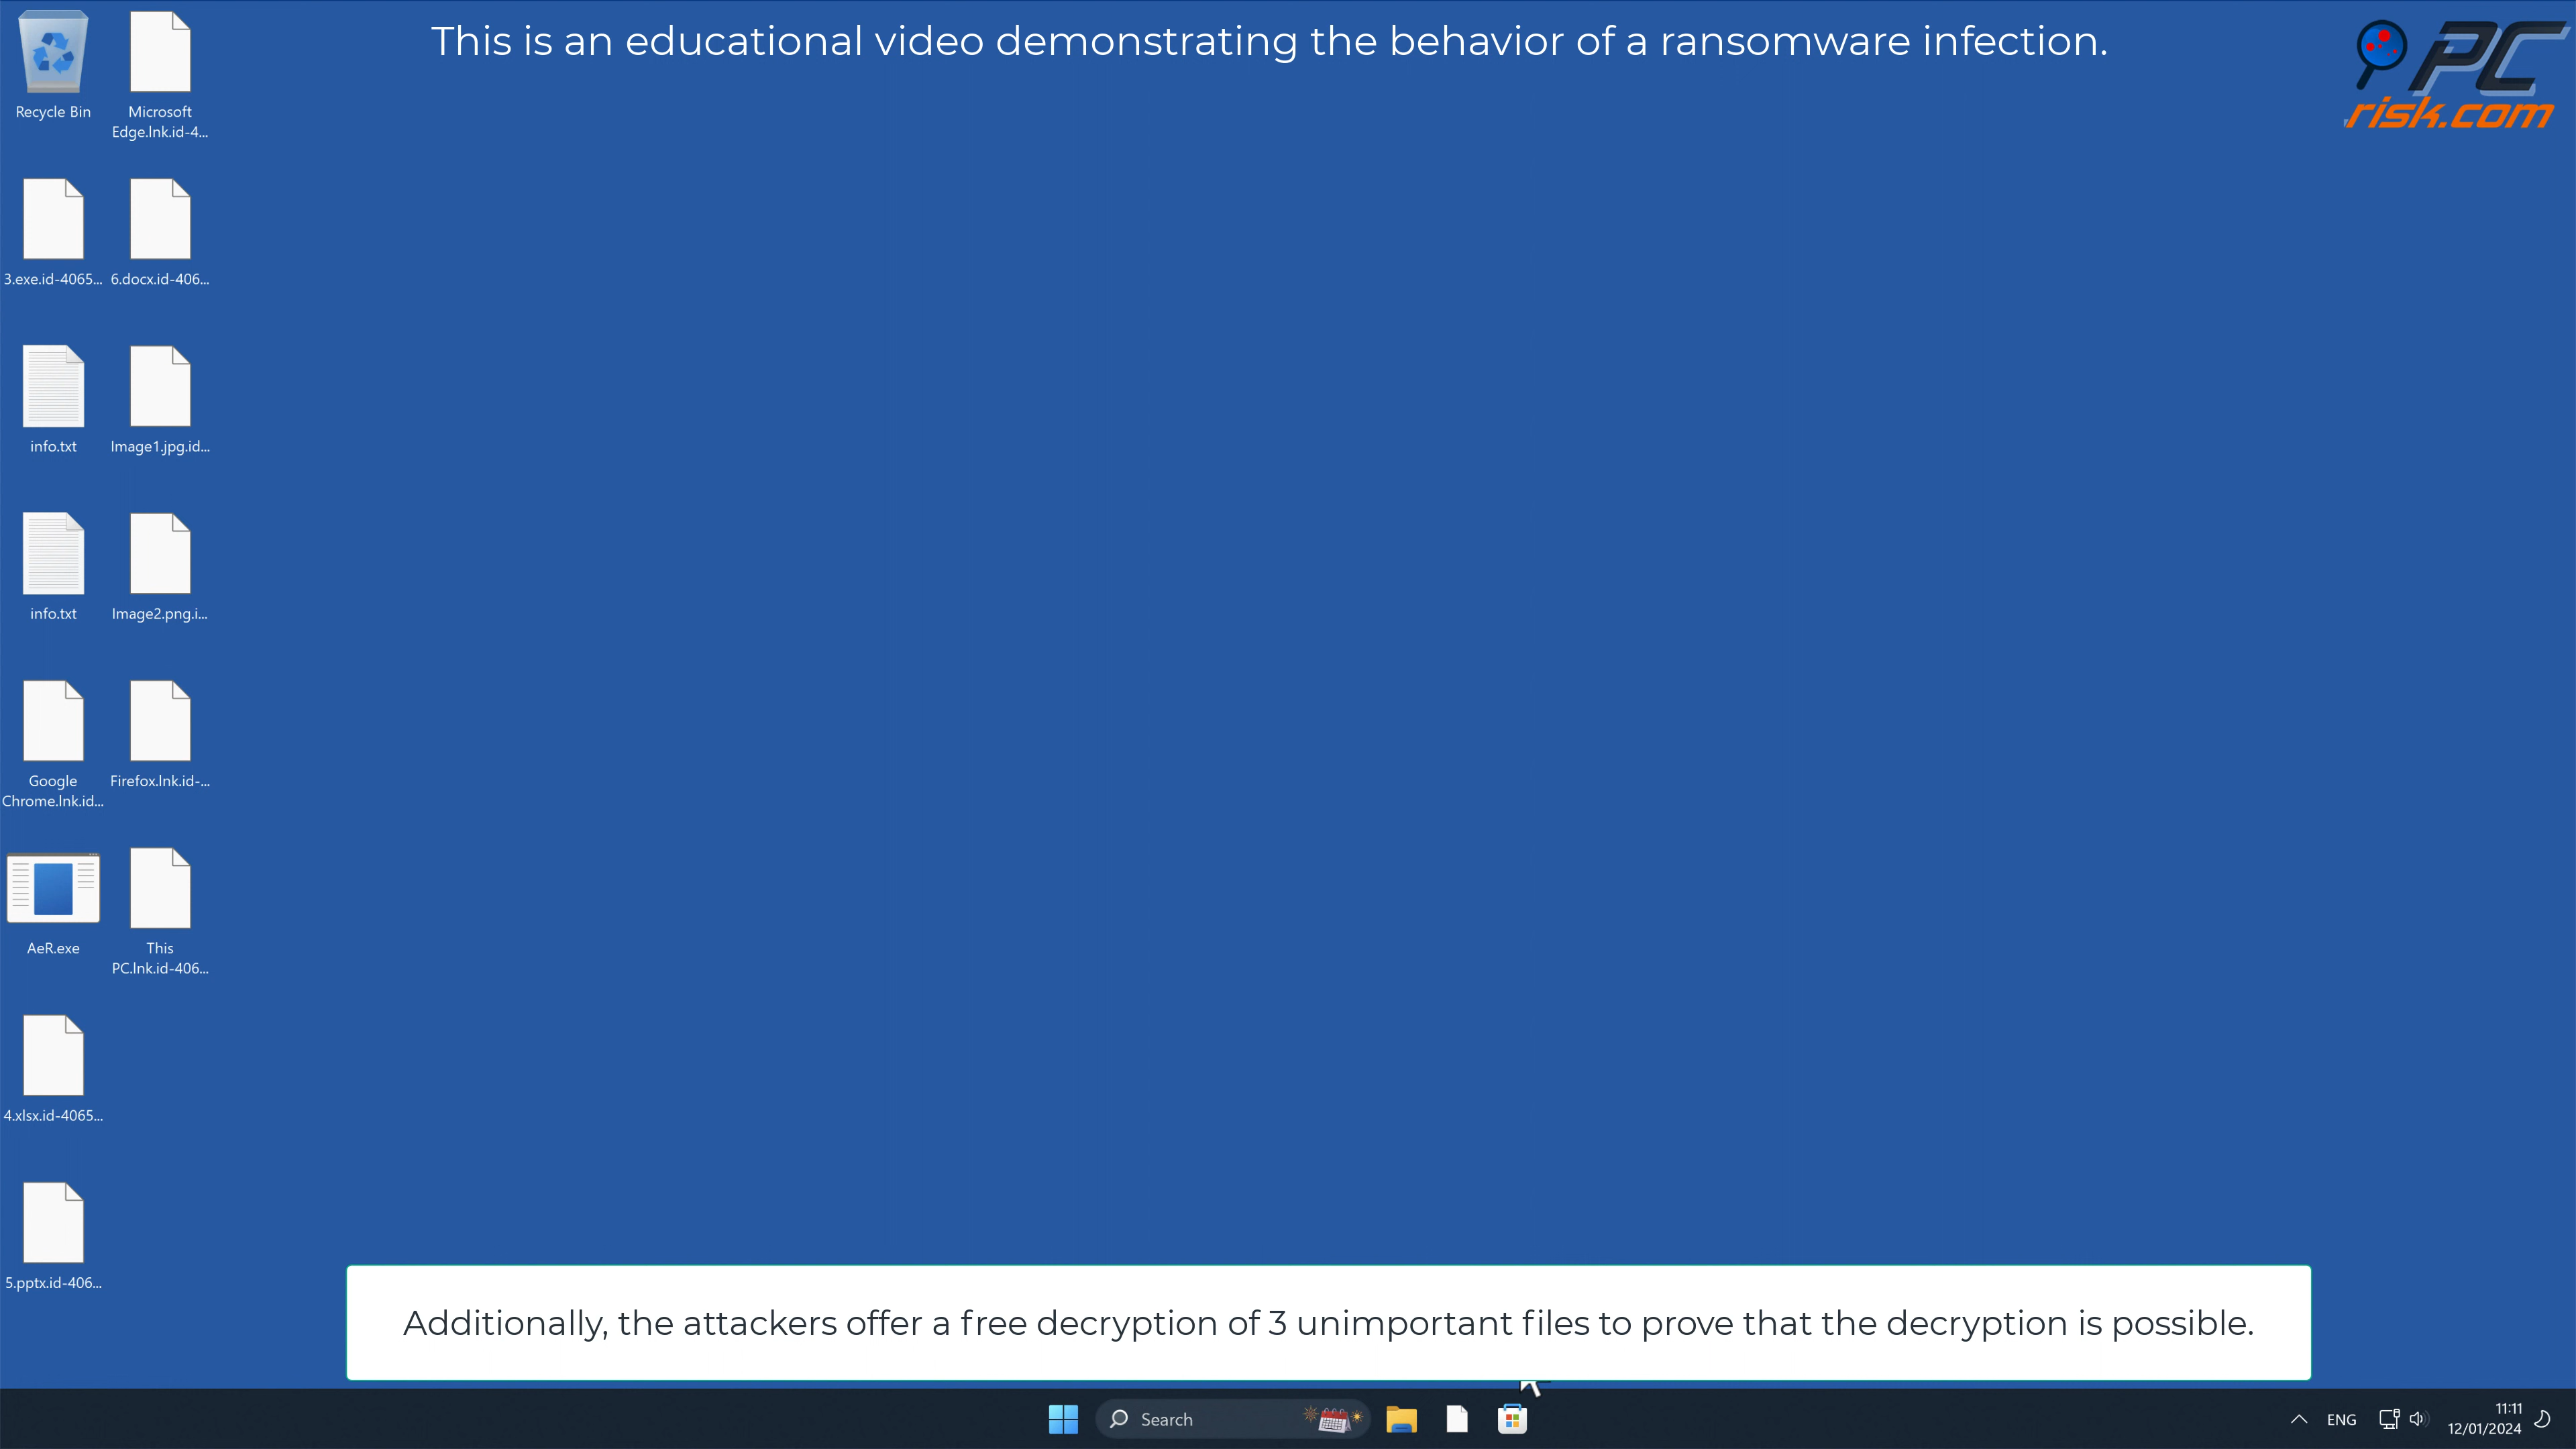 This is an educational video demonstrating the behavior of a ransomware infection.
PC
risk.com
Recycle Bin
Microsoft
Edge.lnk.id-4...
3.exe.id-4065...
6.docx.id-406...
info.txt
Image1.jpg.id...
info.txt
Image2.png.i...
Google
Chrome.lnk.id...
Firefox.lnk.id-...
AeR.exe
This
PC.lnk.id-406...
4.xlsx.id-4065...
5.pptx.id-406...
Additionally, the attackers offer a free decryption of 3 unimportant files to prove that the decryption is possible.
Search
ENG
11:11
12/01/2024